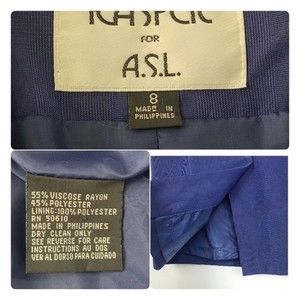 KASPER
FOR
A.S.L.
8
MADE IN
PHILIPPINES
55% VISCOSE RAYON
45% POLYESTER
LINING:100% POLYESTER
RN 50610
MADE IN PHILIPPINES
DRY CLEAN ONLY
SEE REVERSE FOR CARE
INSTRUCTIONS AU DOS
VER AL DORSO PARA CUIDADO